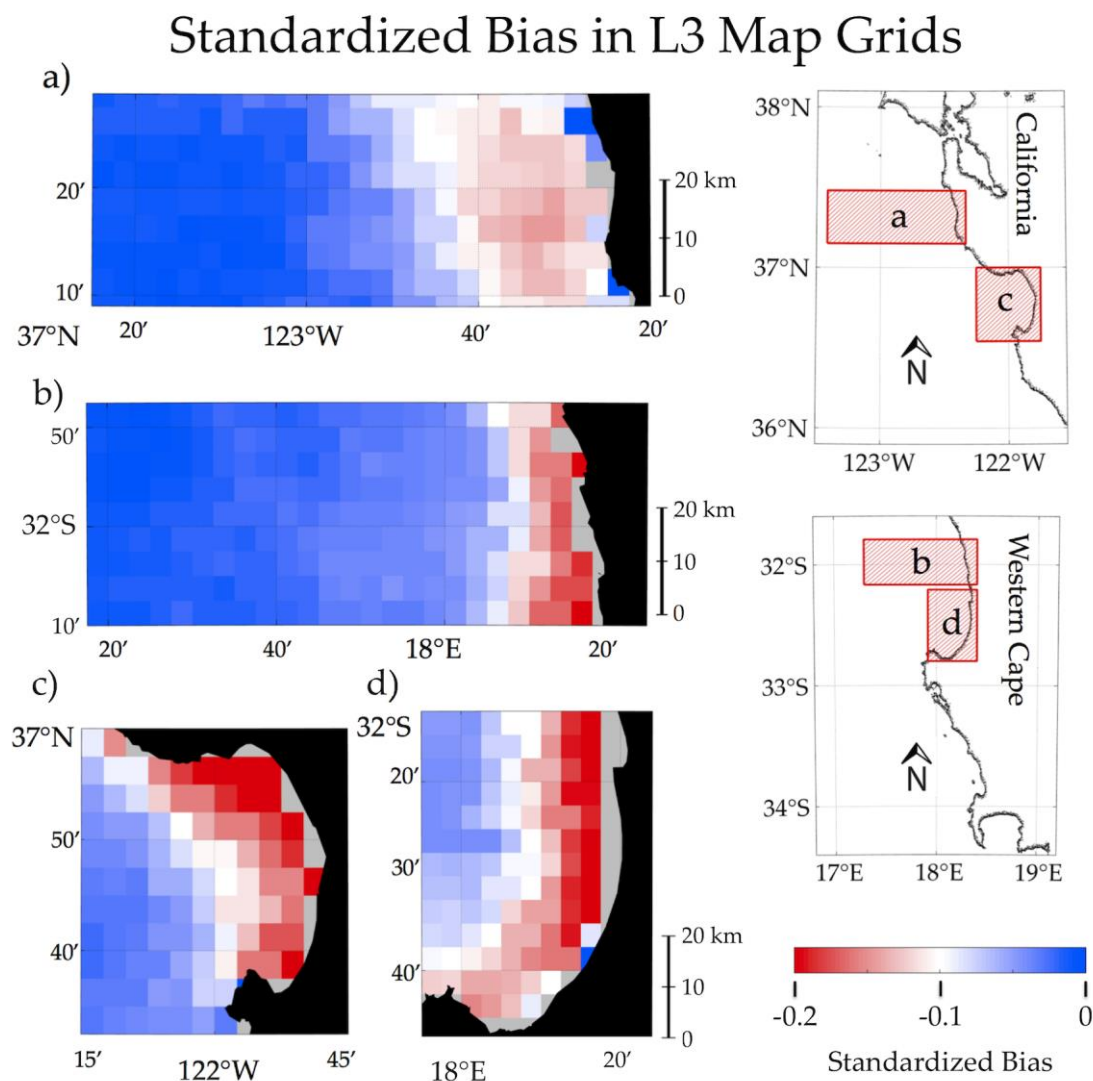 Standardized Bias in L3 Map Grids
a)
20′
10′
37°N
20′
123°W
40′
20′
20 km
10
0
b)
50′
32°S
10′
20′
40′
18°E
20′
20 km
10
0
c)
37°N
50′
40′
15′
122°W
45′
d)
32°S
20′
30′
40′
18°E
20′
20 km
10
0
38°N
37°N
36°N
123°W
122°W
California
a
c
N
32°S
33°S
34°S
17°E
18°E
19°E
Western Cape
b
d
N
-0.2
-0.1
0
Standardized Bias